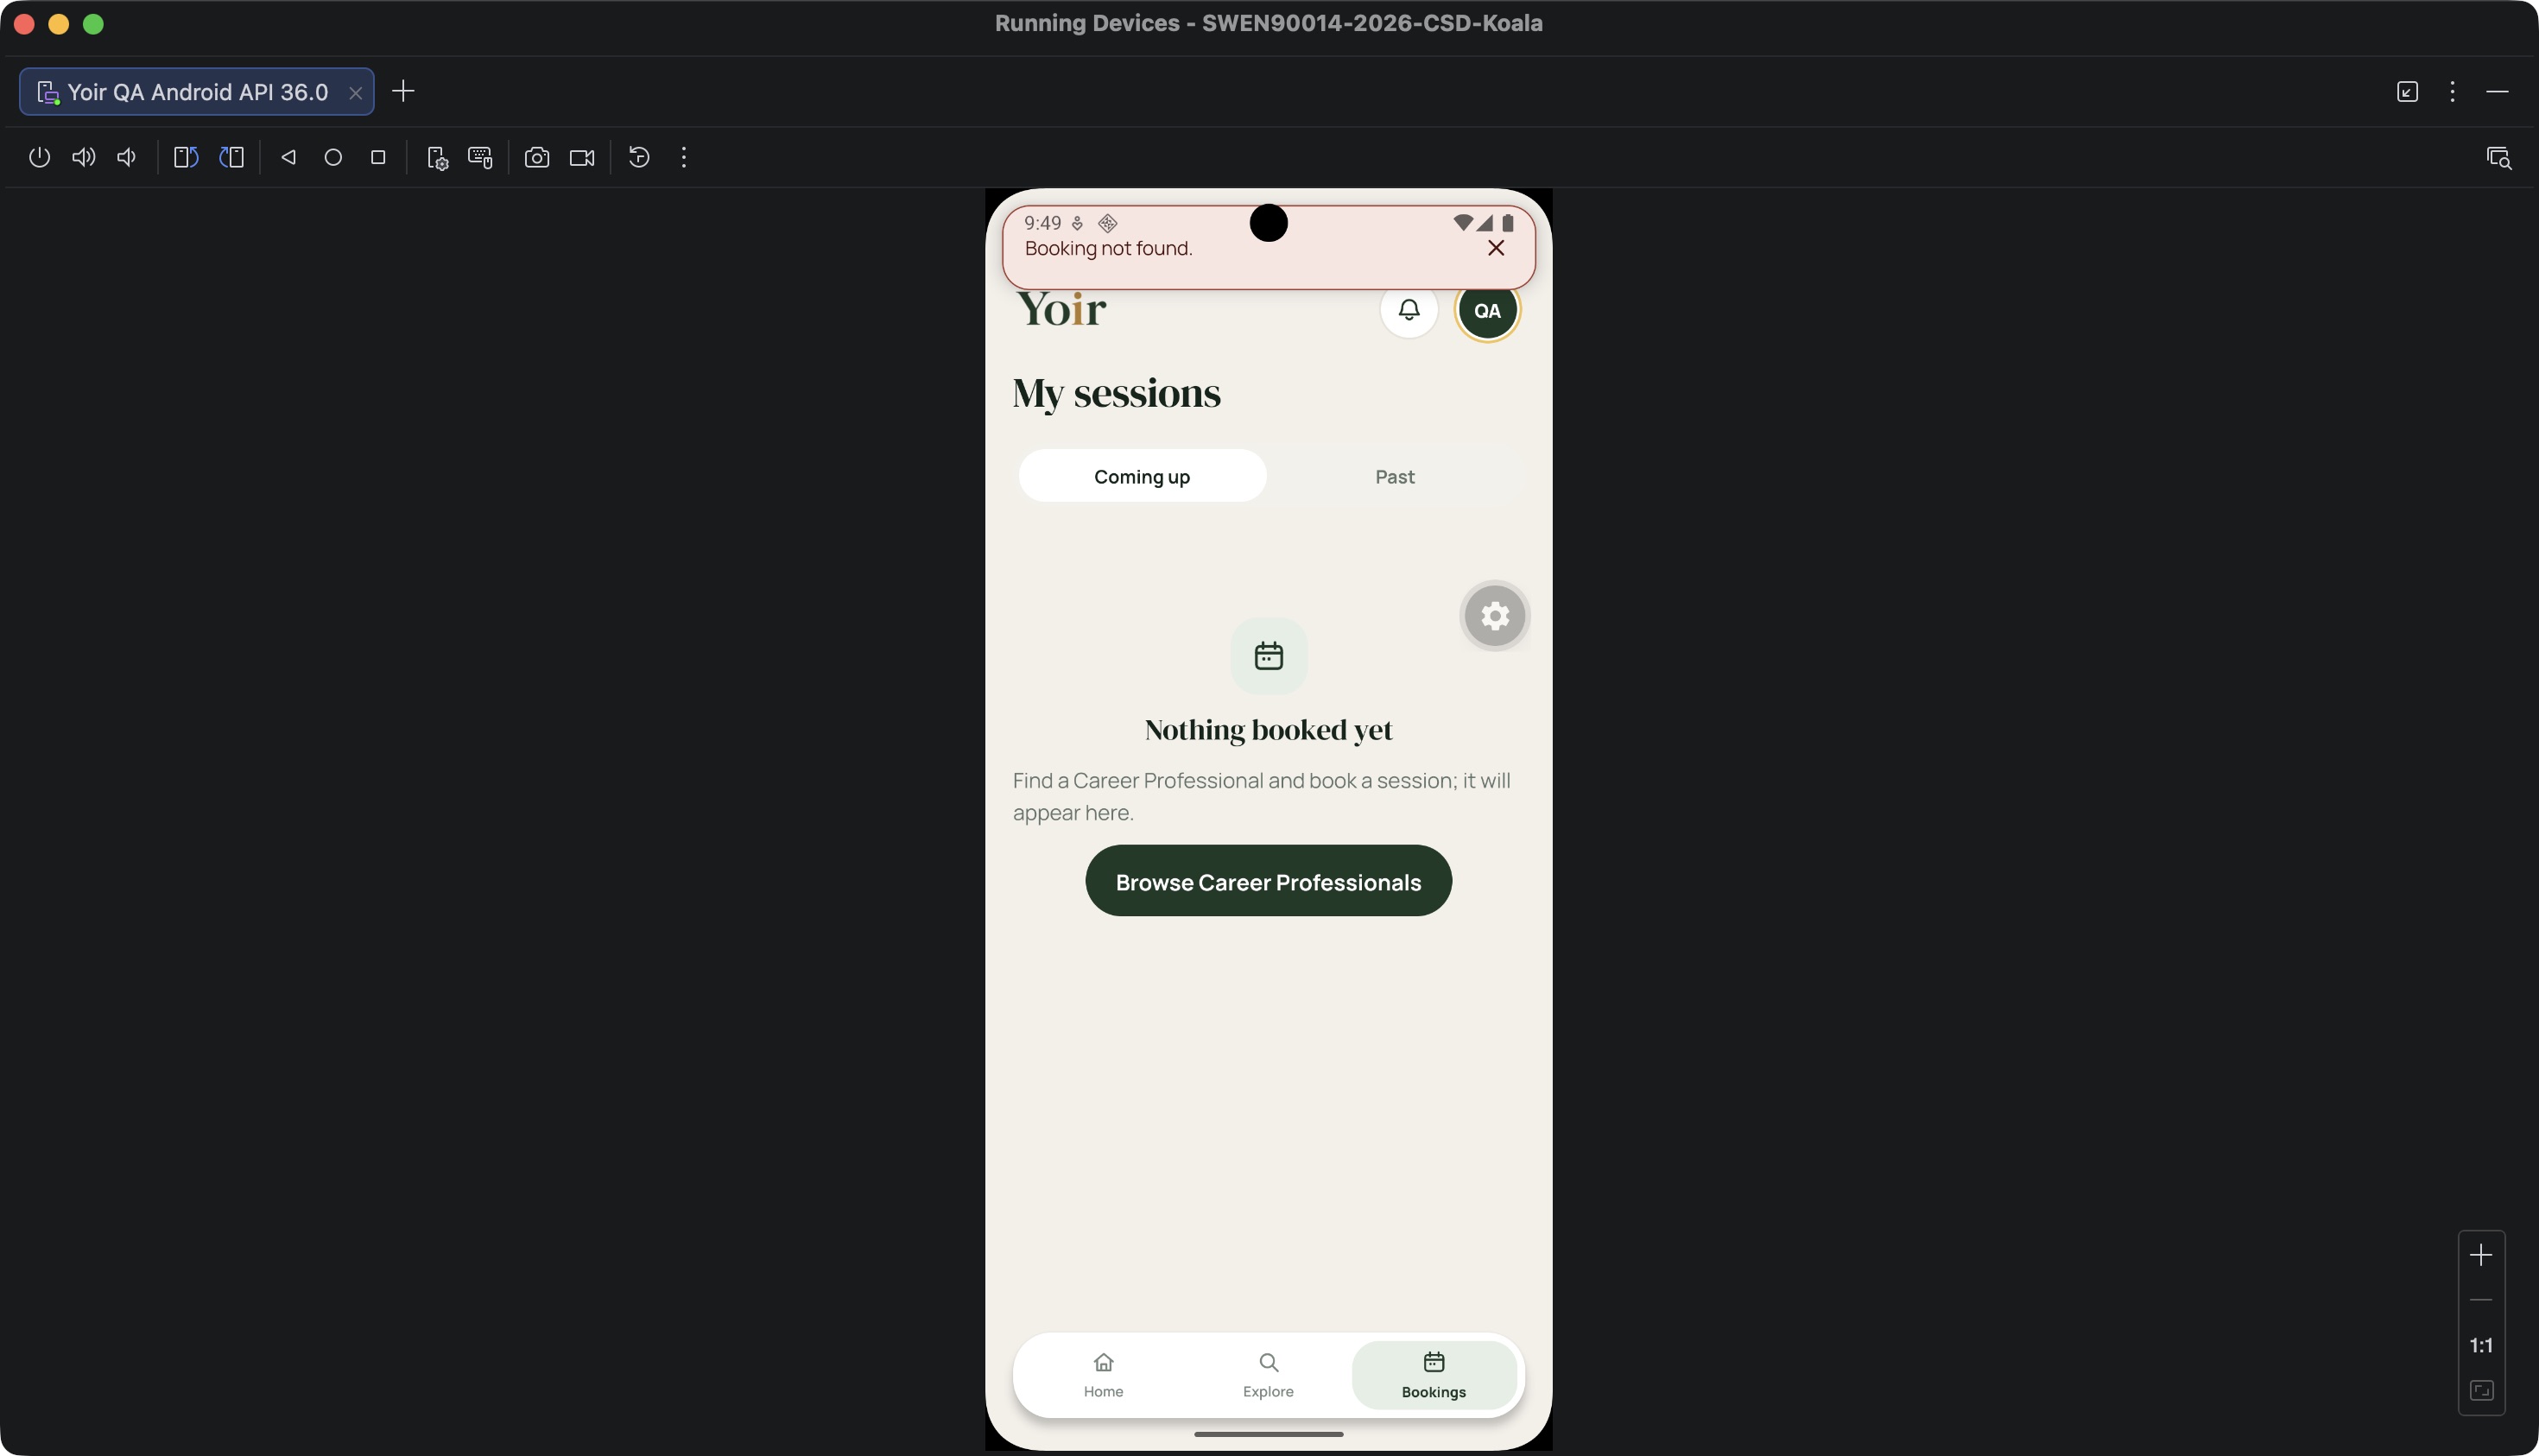 Running Devices - SWEN90014-2026-CSD-Koala
Yoir QA Android API 36.0
9:49
Booking not found.
Yoir
QA
My sessions
Coming up
Past
Nothing booked yet
Find a Career Professional and book a session; it will
appear here.
Browse Career Professionals
1:1
Home
Explore
Bookings